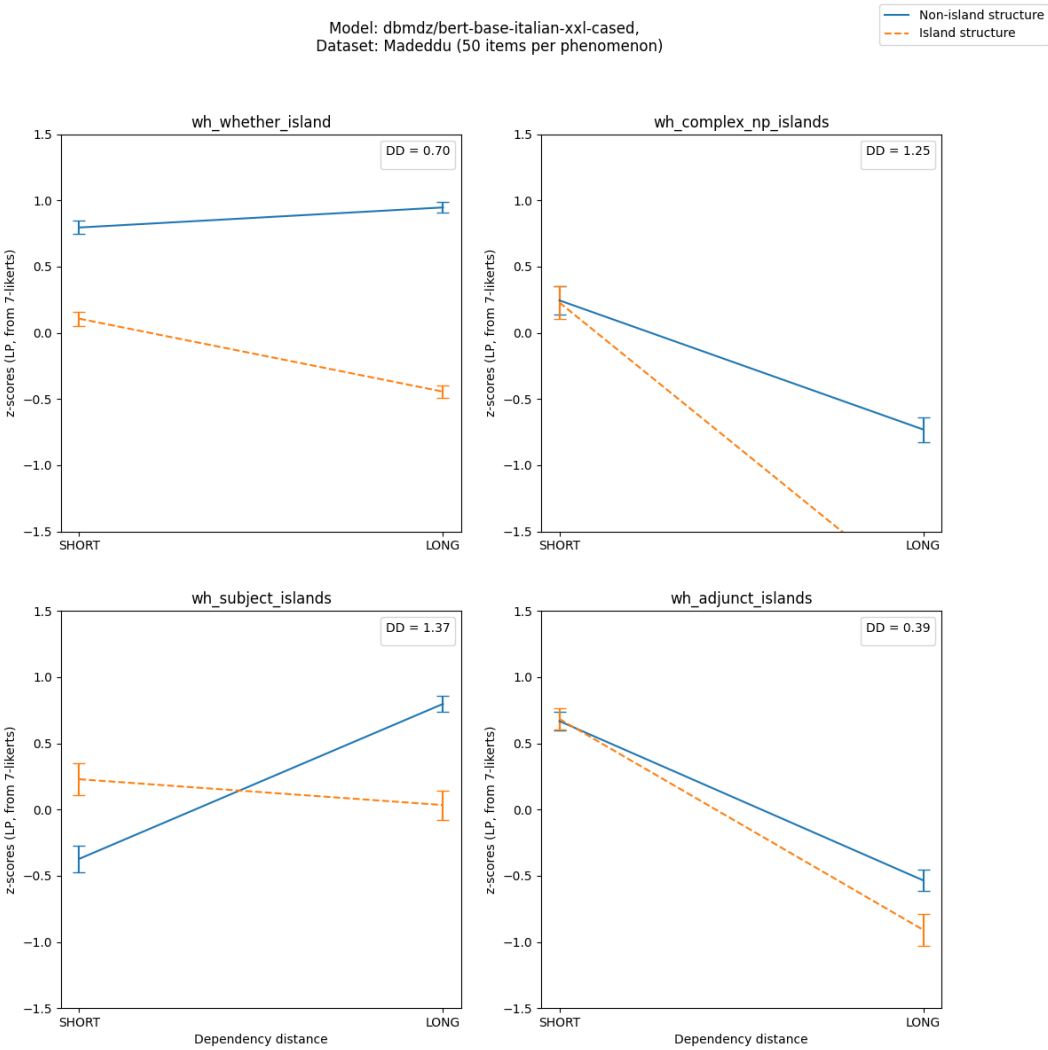 Model: dbmdz/bert-base-italian-xxl-cased,
Dataset: Madeddu (50 items per phenomenon)
Non-island structure
Island structure
wh_whether_island
DD = 0.70
1.5
1.0
0.5
0.0
−0.5
−1.0
−1.5
z-scores (LP, from 7-likerts)
SHORT
LONG
wh_complex_np_islands
DD = 1.25
1.5
1.0
0.5
0.0
−0.5
−1.0
−1.5
z-scores (LP, from 7-likerts)
SHORT
LONG
wh_subject_islands
DD = 1.37
1.5
1.0
0.5
0.0
−0.5
−1.0
−1.5
z-scores (LP, from 7-likerts)
SHORT
LONG
Dependency distance
wh_adjunct_islands
DD = 0.39
1.5
1.0
0.5
0.0
−0.5
−1.0
−1.5
z-scores (LP, from 7-likerts)
SHORT
LONG
Dependency distance